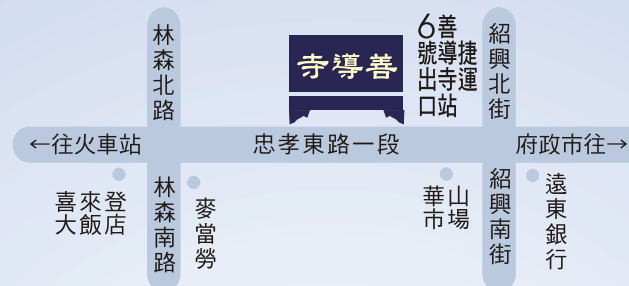 林森北路
寺導善
捷運
善導寺站
6號出口
紹興北街
←往火車站
忠孝東路一段
府政市往→
喜來登
大飯店
林森南路
麥當勞
華山
市場
紹興南街
遠東銀行